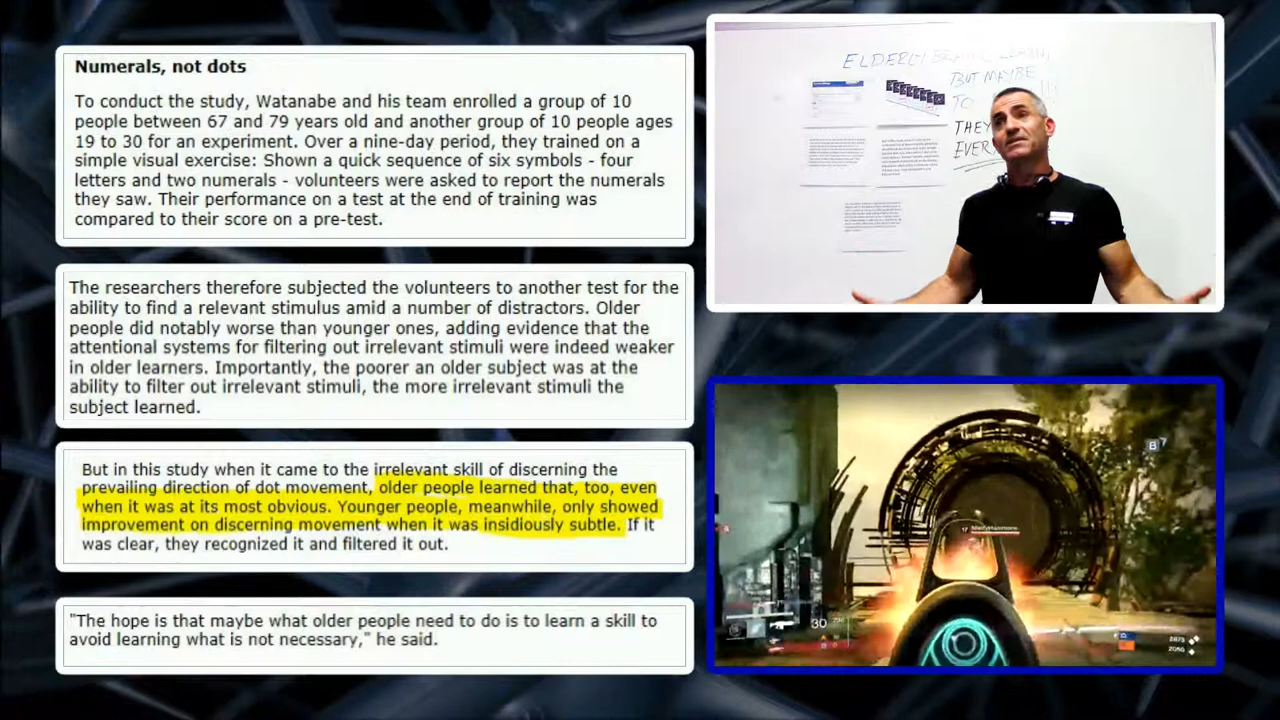 Numerals, not dots
To conduct the study, Watanabe and his team enrolled a group of 10
people between 67 and 79 years old and another group of 10 people ages
19 to 30 for an experiment. Over a nine-day period, they trained on a
simple visual exercise: Shown a quick sequence of six symbols - four
letters and two numerals - volunteers were asked to report the numerals
they saw. Their performance on a test at the end of training was
compared to their score on a pre-test.
The researchers therefore subjected the volunteers to another test for the
ability to find a relevant stimulus amid a number of distractors. Older
people did notably worse than younger ones, adding evidence that the
attentional systems for filtering out irrelevant stimuli were indeed weaker
in older learners. Importantly, the poorer an older subject was at the
ability to filter out irrelevant stimuli, the more irrelevant stimuli the
subject learned.
But in this study when it came to the irrelevant skill of discerning the
prevailing direction of dot movement, older people learned that, too, even
when it was at its most obvious. Younger people, meanwhile, only showed
improvement on discerning movement when it was insidiously subtle. If it
was clear, they recognized it and filtered it out.
"The hope is that maybe what older people need to do is to learn a skill to
avoid learning what is not necessary," he said.
ELDERLY
BUT MAYBE
TO
THEY
EVER
B 7
30
2875
2050